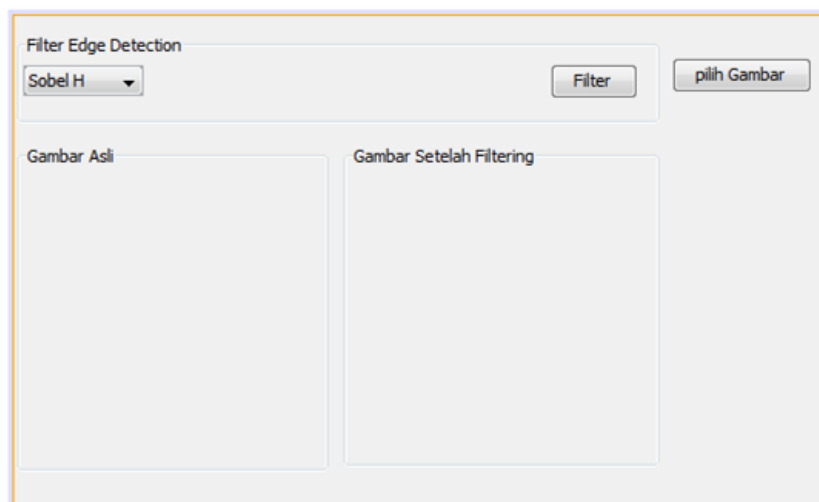 Filter Edge Detection
Sobel H
Filter
pilih Gambar
Gambar Asli
Gambar Setelah Filtering